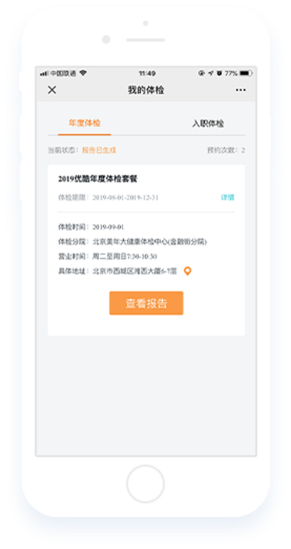 中国联通 11:49 77%
我的体检
年度体检 入职体检
当前状态：报告已生成 预约次数：2
2019优酷年度体检套餐
体检期限：2019-08-01-2019-12-31 详情
体检时间：2019-09-01
体检分院：北京美年大健康体检中心(金融街分院)
营业时间：周二至周日7:30-10:30
具体地址：北京市西城区湾西大厦6-7层
查看报告